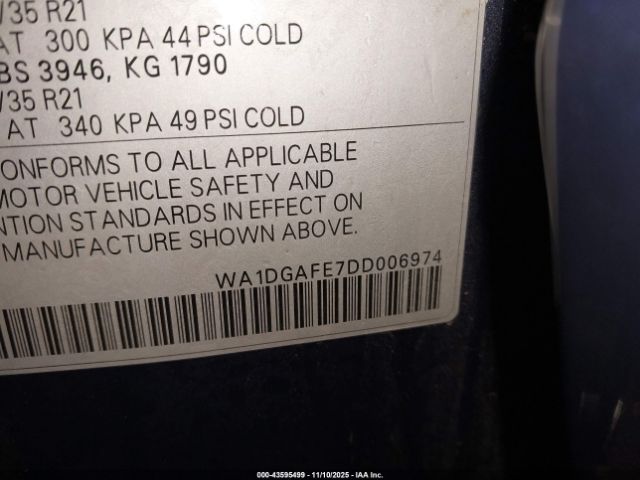 /35 R21
AT 300 KPA 44 PSI COLD
BS 3946, KG 1790
/35 R21
AT 340 KPA 49 PSI COLD
ONFORMS TO ALL APPLICABLE
MOTOR VEHICLE SAFETY AND
NTION STANDARDS IN EFFECT ON
MANUFACTURE SHOWN ABOVE.
WA1DGAFE7DD006974
000-43595499 - 11/10/2025 - IAA Inc.